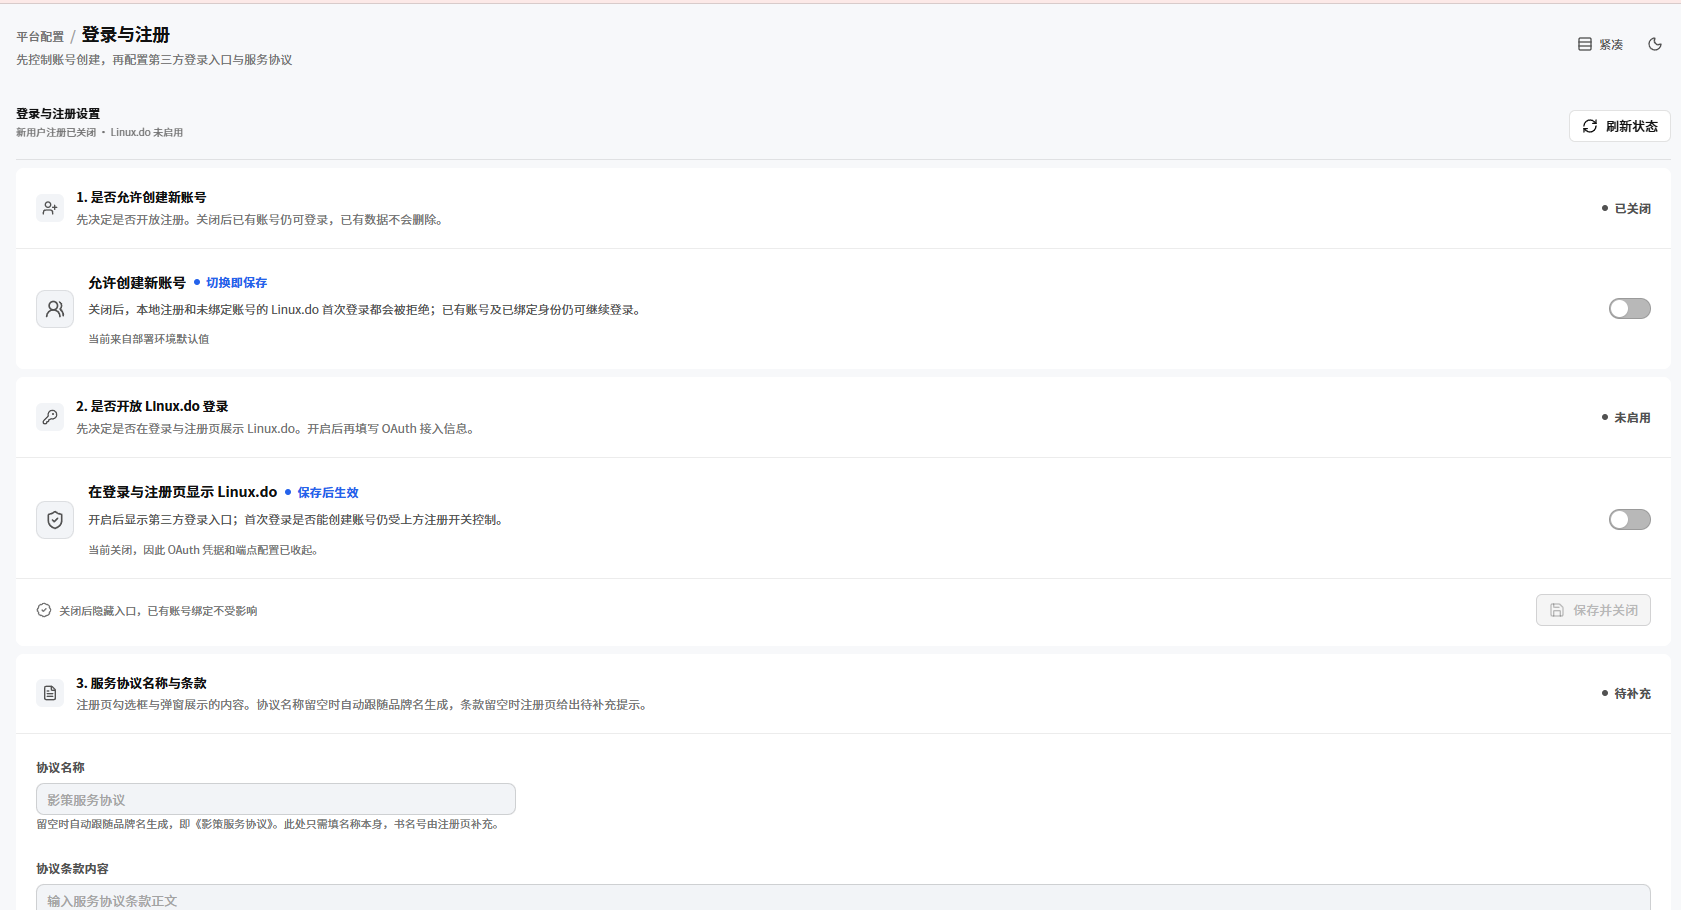 平台配置 / 登录与注册
先控制账号创建，再配置第三方登录入口与服务协议
紧凑
登录与注册设置
新用户注册已关闭 · Linux.do 未启用
刷新状态
1. 是否允许创建新账号
先决定是否开放注册。关闭后已有账号仍可登录，已有数据不会删除。
已关闭
允许创建新账号 • 切换即保存
关闭后，本地注册和未绑定账号的 Linux.do 首次登录都会被拒绝；已有账号及已绑定身份仍可继续登录。
当前来自部署环境默认值
2. 是否开放 Linux.do 登录
先决定是否在登录与注册页展示 Linux.do。开启后再填写 OAuth 接入信息。
未启用
在登录与注册页显示 Linux.do • 保存后生效
开启后显示第三方登录入口；首次登录是否能创建账号仍受上方注册开关控制。
当前关闭，因此 OAuth 凭据和端点配置已收起。
关闭后隐藏入口，已有账号绑定不受影响
保存并关闭
3. 服务协议名称与条款
注册页勾选框与弹窗展示的内容。协议名称留空时自动跟随品牌名生成，条款留空时注册页给出待补充提示。
待补充
协议名称
影策服务协议
留空时自动跟随品牌名生成，即《影策服务协议》。此处只需填名称本身，书名号由注册页补充。
协议条款内容
输入服务协议条款正文